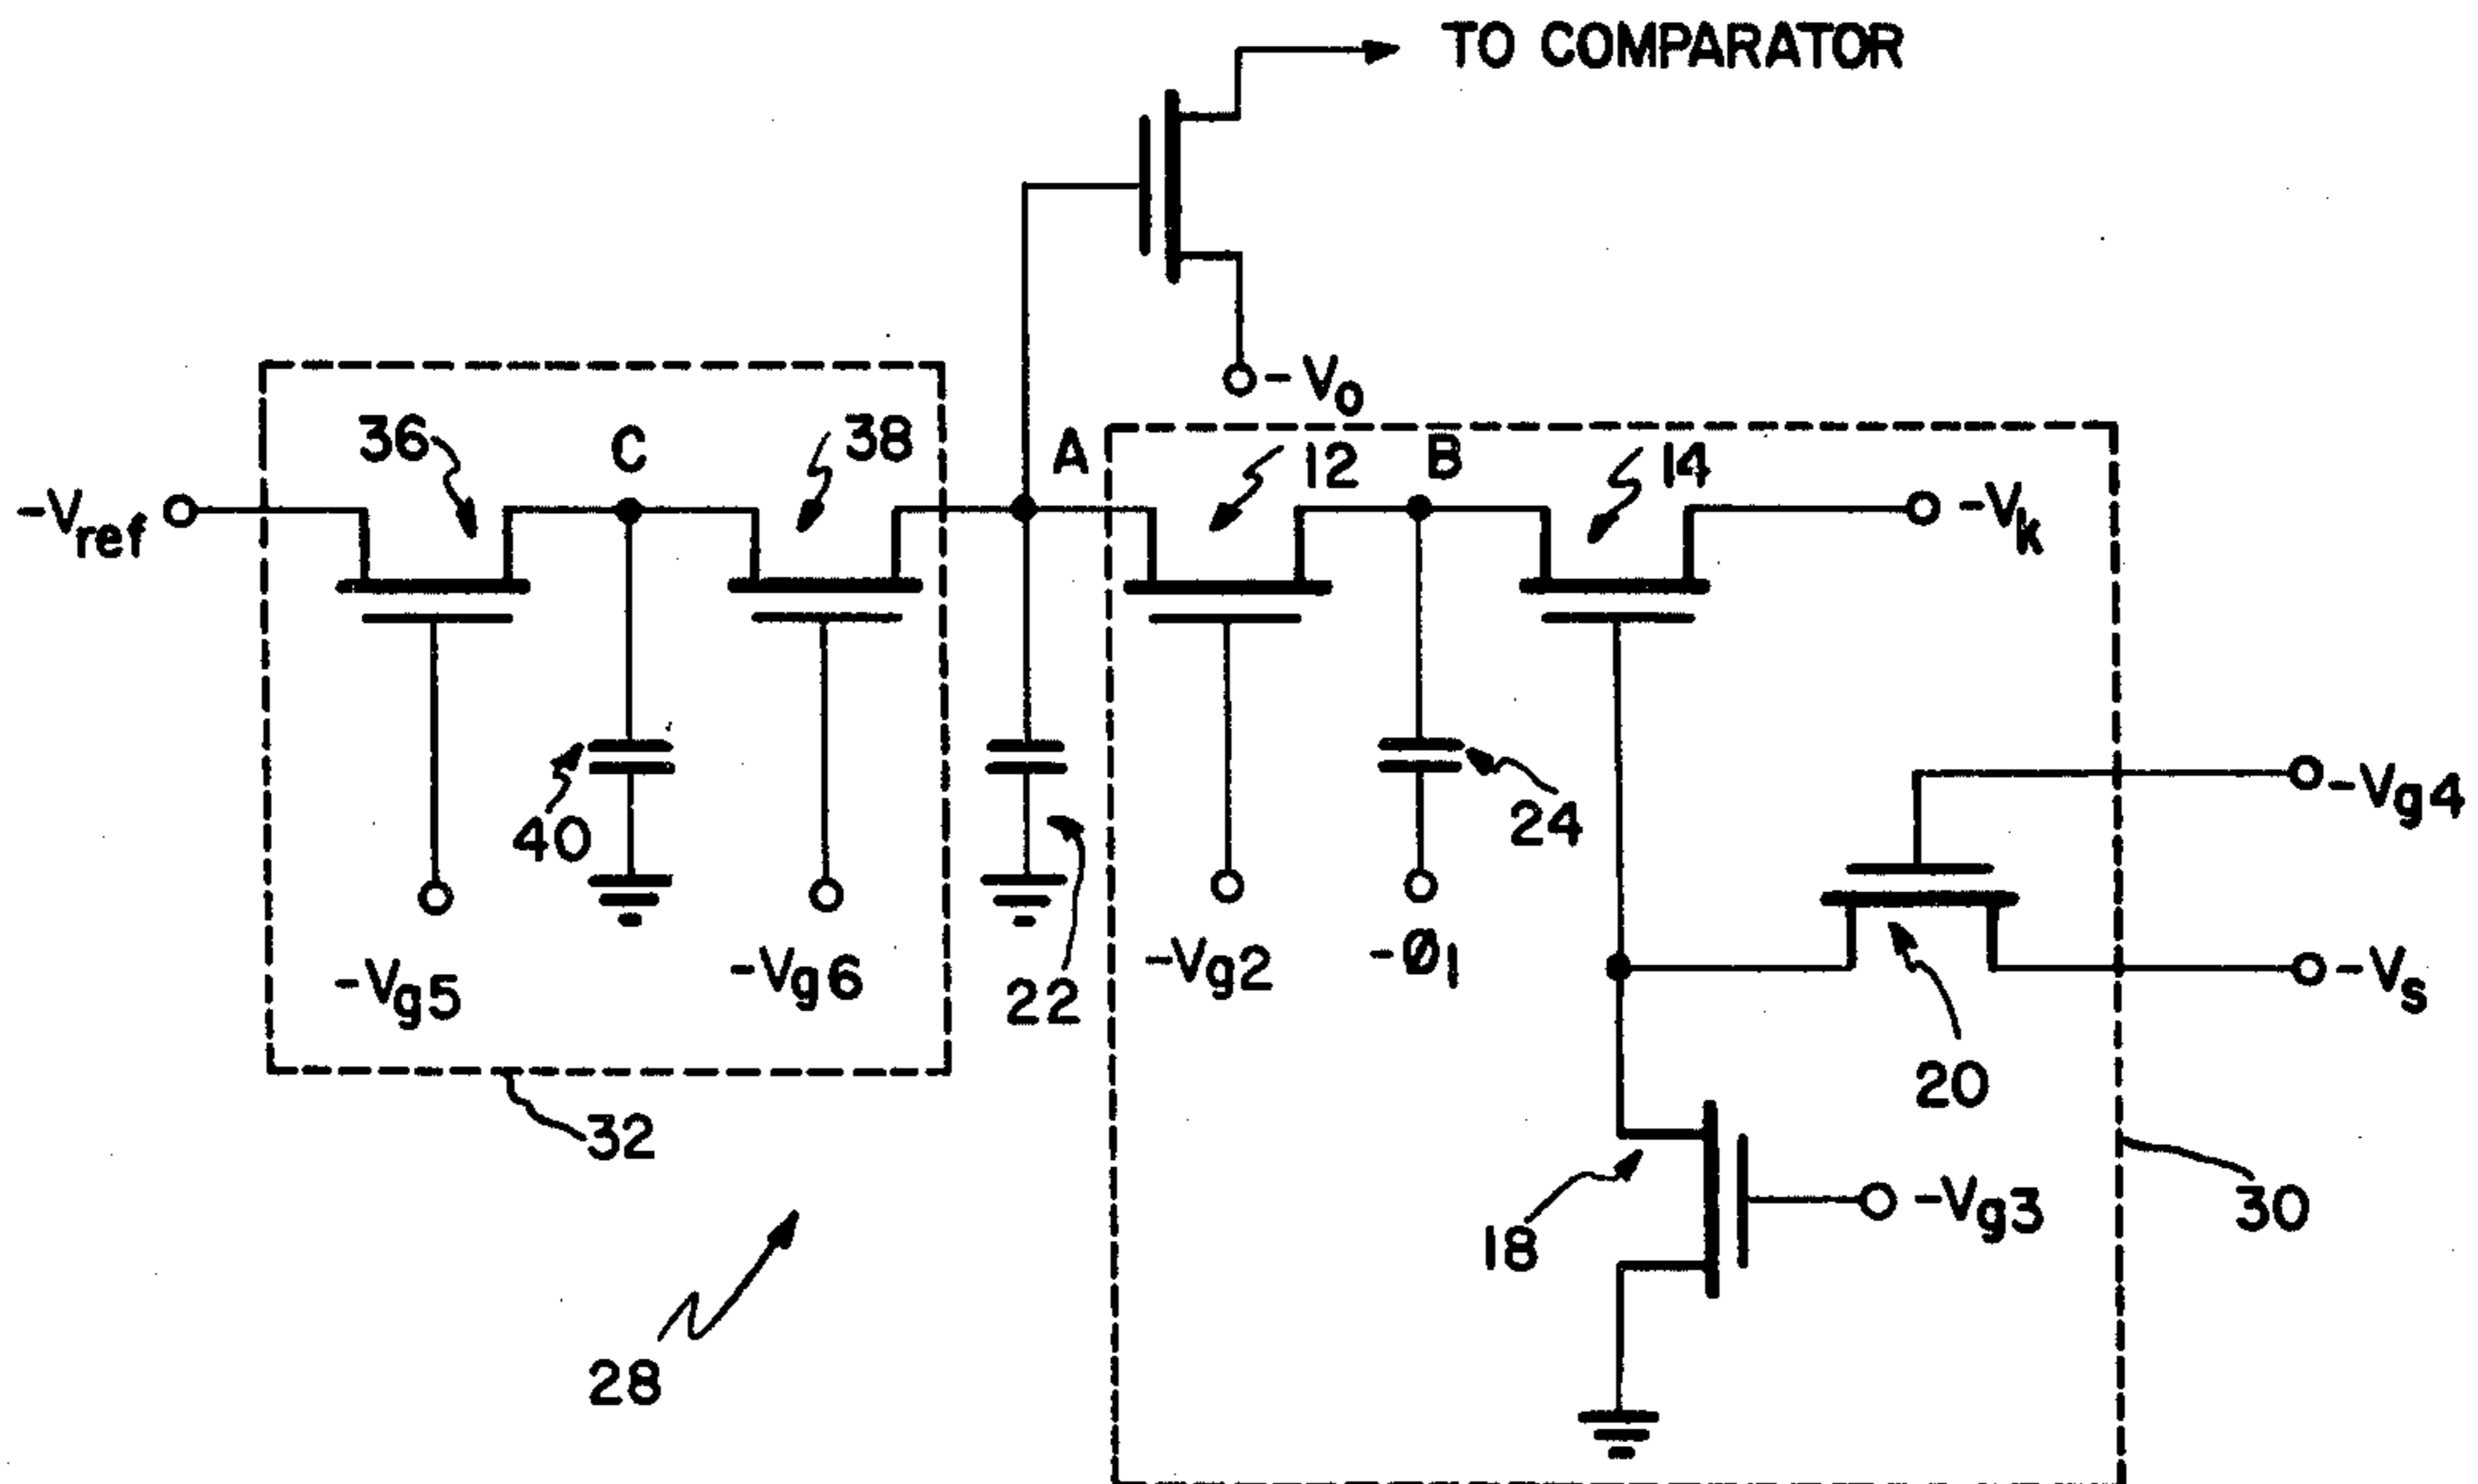 TO COMPARATOR
-Vo
36
C
38
A
12
B
14
-Vref
-Vk
40
24
-Vg4
-Vg5
-Vg6
22
-Vg2
-Ø1
-Vs
20
32
18
-Vg3
30
28